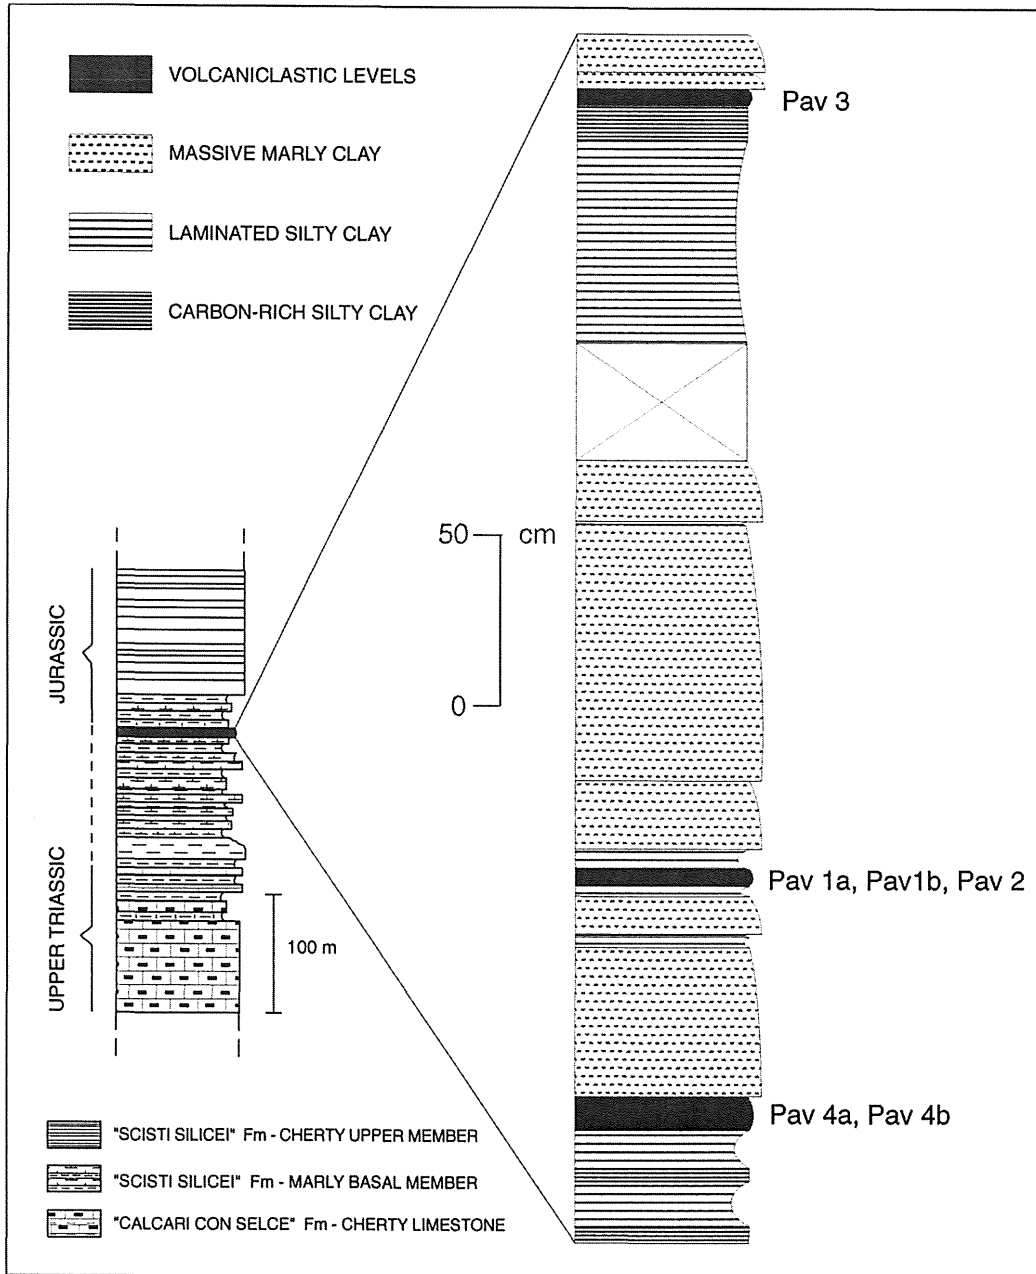 VOLCANICLASTIC LEVELS
MASSIVE MARLY CLAY
LAMINATED SILTY CLAY
CARBON-RICH SILTY CLAY
Pav 3
50 cm
0
JURASSIC
UPPER TRIASSIC
100 m
Pav 1a, Pav1b, Pav 2
Pav 4a, Pav 4b
"SCISTI SILICEI" Fm - CHERTY UPPER MEMBER
"SCISTI SILICEI" Fm - MARLY BASAL MEMBER
"CALCARI CON SELCE" Fm - CHERTY LIMESTONE